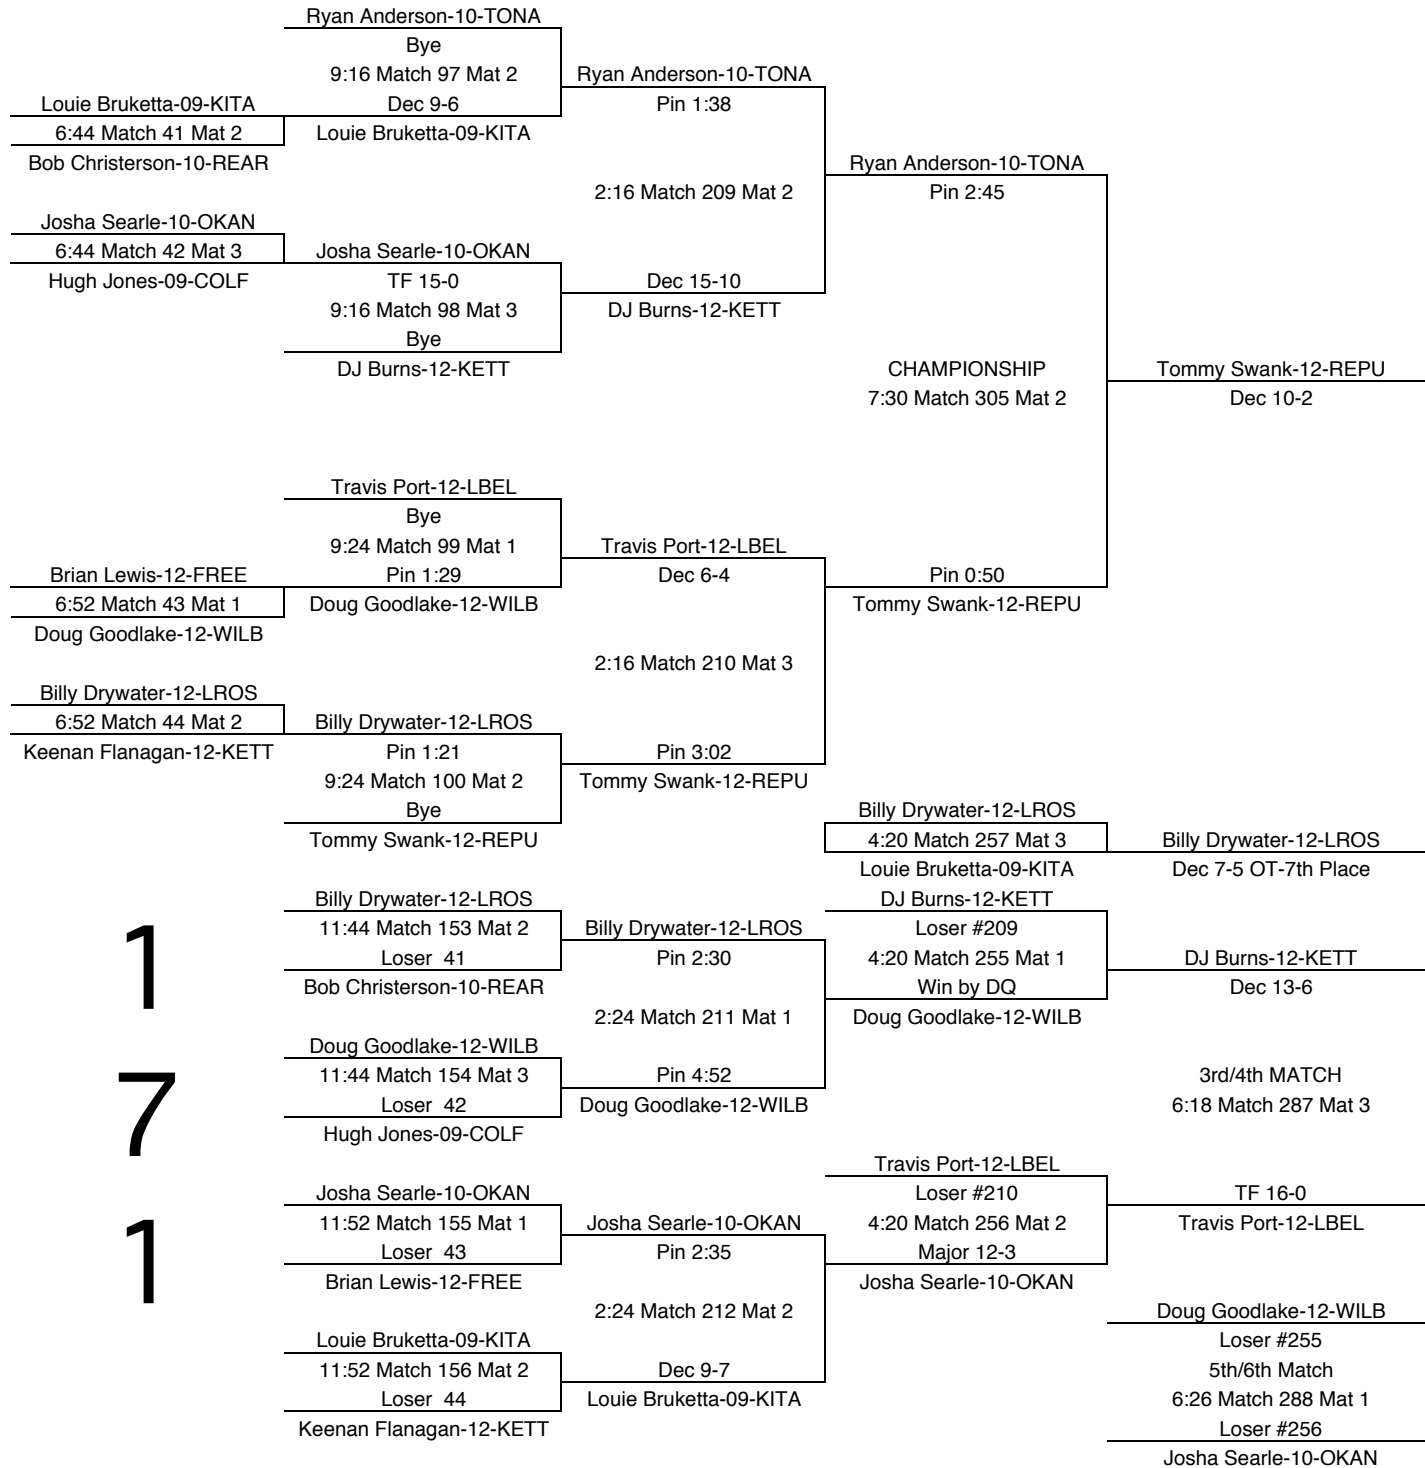 Ryan Anderson-10-TONA
Bye
9:16 Match 97 Mat 2
Ryan Anderson-10-TONA
Louie Bruketta-09-KITA
Dec 9-6
Pin 1:38
6:44 Match 41 Mat 2
Louie Bruketta-09-KITA
Bob Christerson-10-REAR
Ryan Anderson-10-TONA
2:16 Match 209 Mat 2
Pin 2:45
Josha Searle-10-OKAN
6:44 Match 42 Mat 3
Josha Searle-10-OKAN
Hugh Jones-09-COLF
TF 15-0
Dec 15-10
9:16 Match 98 Mat 3
DJ Burns-12-KETT
Bye
DJ Burns-12-KETT
CHAMPIONSHIP
Tommy Swank-12-REPU
7:30 Match 305 Mat 2
Dec 10-2
Travis Port-12-LBEL
Bye
9:24 Match 99 Mat 1
Travis Port-12-LBEL
Brian Lewis-12-FREE
Pin 1:29
Dec 6-4
Pin 0:50
6:52 Match 43 Mat 1
Doug Goodlake-12-WILB
Tommy Swank-12-REPU
Doug Goodlake-12-WILB
2:16 Match 210 Mat 3
Billy Drywater-12-LROS
6:52 Match 44 Mat 2
Billy Drywater-12-LROS
Keenan Flanagan-12-KETT
Pin 1:21
Pin 3:02
9:24 Match 100 Mat 2
Tommy Swank-12-REPU
Bye
Billy Drywater-12-LROS
Tommy Swank-12-REPU
4:20 Match 257 Mat 3
Billy Drywater-12-LROS
Louie Bruketta-09-KITA
Dec 7-5 OT-7th Place
Billy Drywater-12-LROS
DJ Burns-12-KETT
11:44 Match 153 Mat 2
Billy Drywater-12-LROS
Loser #209
Loser 41
Pin 2:30
4:20 Match 255 Mat 1
DJ Burns-12-KETT
1
Bob Christerson-10-REAR
Win by DQ
Dec 13-6
2:24 Match 211 Mat 1
Doug Goodlake-12-WILB
Doug Goodlake-12-WILB
11:44 Match 154 Mat 3
Pin 4:52
3rd/4th MATCH
7
Loser 42
Doug Goodlake-12-WILB
6:18 Match 287 Mat 3
Hugh Jones-09-COLF
Travis Port-12-LBEL
Josha Searle-10-OKAN
Loser #210
TF 16-0
11:52 Match 155 Mat 1
Josha Searle-10-OKAN
4:20 Match 256 Mat 2
Travis Port-12-LBEL
1
Loser 43
Pin 2:35
Major 12-3
Brian Lewis-12-FREE
Josha Searle-10-OKAN
2:24 Match 212 Mat 2
Doug Goodlake-12-WILB
Louie Bruketta-09-KITA
Loser #255
11:52 Match 156 Mat 2
Dec 9-7
5th/6th Match
Loser 44
Louie Bruketta-09-KITA
6:26 Match 288 Mat 1
Keenan Flanagan-12-KETT
Loser #256
Josha Searle-10-OKAN